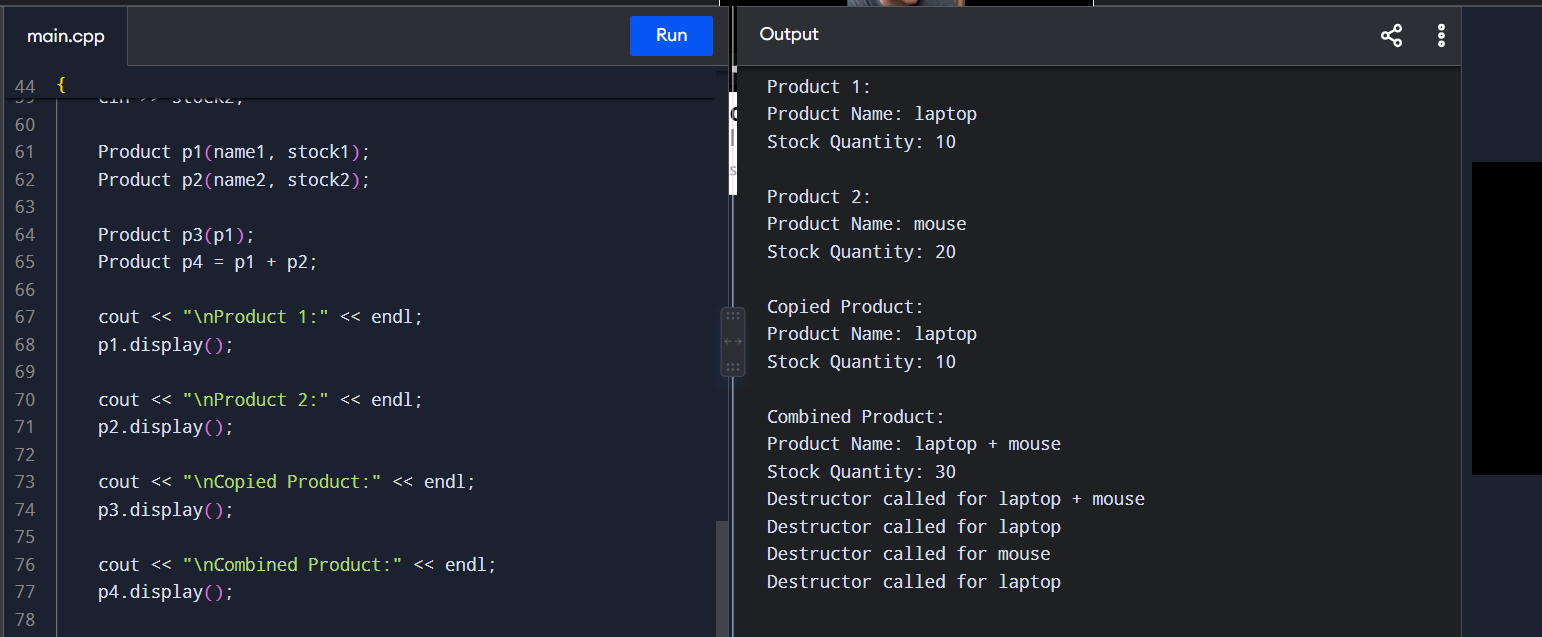 main.cpp
Run
44 {
60
61 Product p1(name1, stock1);
62 Product p2(name2, stock2);
63
64 Product p3(p1);
65 Product p4 = p1 + p2;
66
67 cout << "\nProduct 1:" << endl;
68 p1.display();
69
70 cout << "\nProduct 2:" << endl;
71 p2.display();
72
73 cout << "\nCopied Product:" << endl;
74 p3.display();
75
76 cout << "\nCombined Product:" << endl;
77 p4.display();
78
Output
Product 1:
Product Name: laptop
Stock Quantity: 10
Product 2:
Product Name: mouse
Stock Quantity: 20
Copied Product:
Product Name: laptop
Stock Quantity: 10
Combined Product:
Product Name: laptop + mouse
Stock Quantity: 30
Destructor called for laptop + mouse
Destructor called for laptop
Destructor called for mouse
Destructor called for laptop